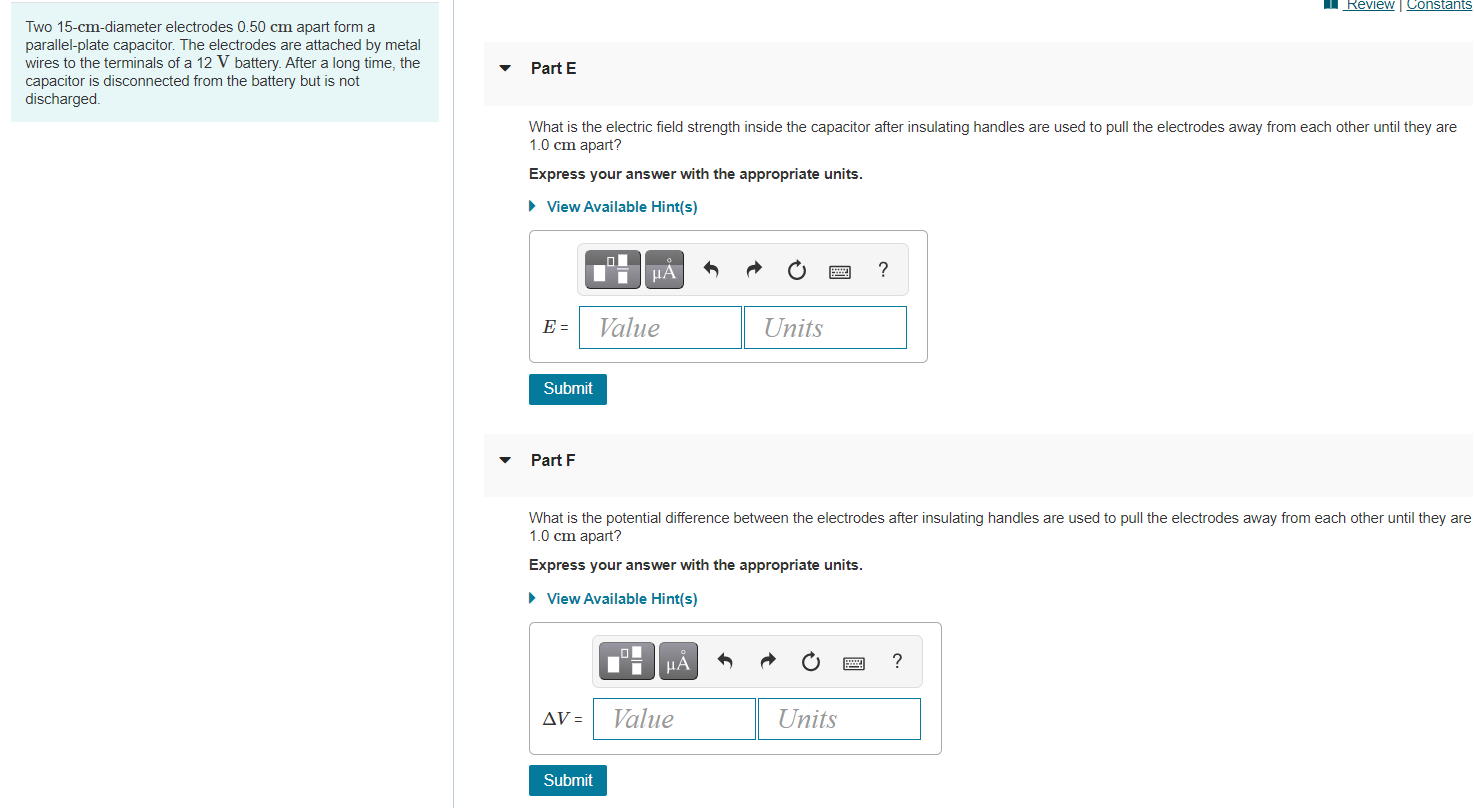 Review | Constants
Two 15-cm-diameter electrodes 0.50 cm apart form a
parallel-plate capacitor. The electrodes are attached by metal
wires to the terminals of a 12 V battery. After a long time, the
capacitor is disconnected from the battery but is not
discharged.
Part E
What is the electric field strength inside the capacitor after insulating handles are used to pull the electrodes away from each other until they are
1.0 cm apart?
Express your answer with the appropriate units.
View Available Hint(s)
μÅ ?
E = Value Units
Submit
Part F
What is the potential difference between the electrodes after insulating handles are used to pull the electrodes away from each other until they are
1.0 cm apart?
Express your answer with the appropriate units.
View Available Hint(s)
μÅ ?
ΔV = Value Units
Submit